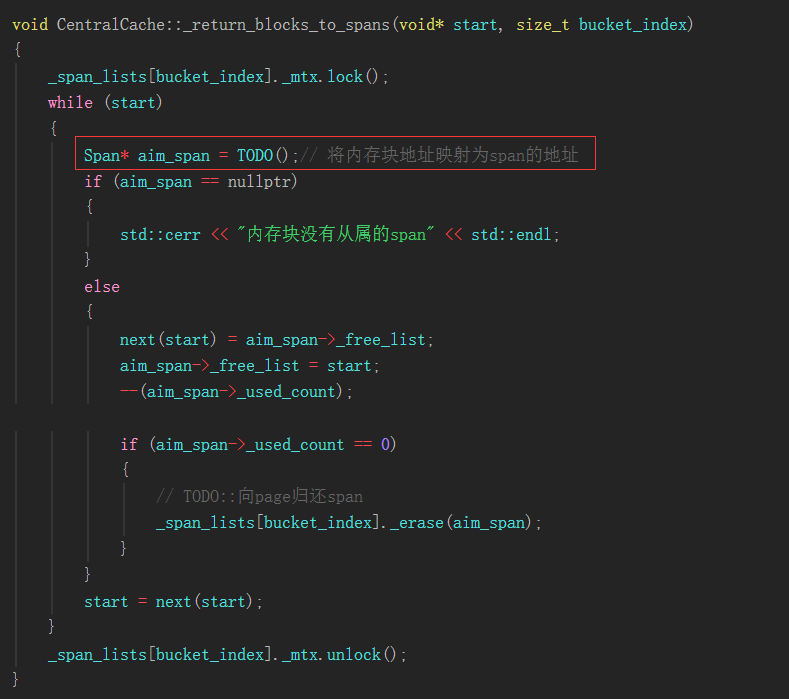 void CentralCache::_return_blocks_to_spans(void* start, size_t bucket_index)
{
    _span_lists[bucket_index]._mtx.lock();
    while (start)
    {
        Span* aim_span = TODO();// 将内存块地址映射为span的地址
        if (aim_span == nullptr)
        {
            std::cerr << "内存块没有从属的span" << std::endl;
        }
        else
        {
            next(start) = aim_span->_free_list;
            aim_span->_free_list = start;
            --(aim_span->_used_count);

            if (aim_span->_used_count == 0)
            {
                // TODO::向page归还span
                _span_lists[bucket_index]._erase(aim_span);
            }
        }
        start = next(start);
    }
    _span_lists[bucket_index]._mtx.unlock();
}